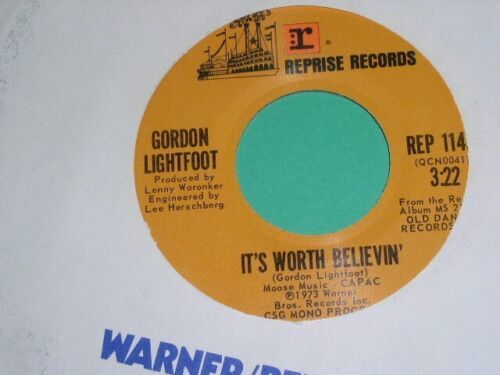 r
REPRISE RECORDS
GORDON
LIGHTFOOT
Produced by
Lenny Waronker
Engineered by
Lee Herschberg
REP 114
(QCN0041)
3:22
From the Re
Album MS 2
OLD DAN
RECORDS
IT'S WORTH BELIEVIN'
(Gordon Lightfoot)
Moose Music - CAPAC
℗1973 Warner
Bros. Records Inc.
CSG MONO PROC
WARNER/